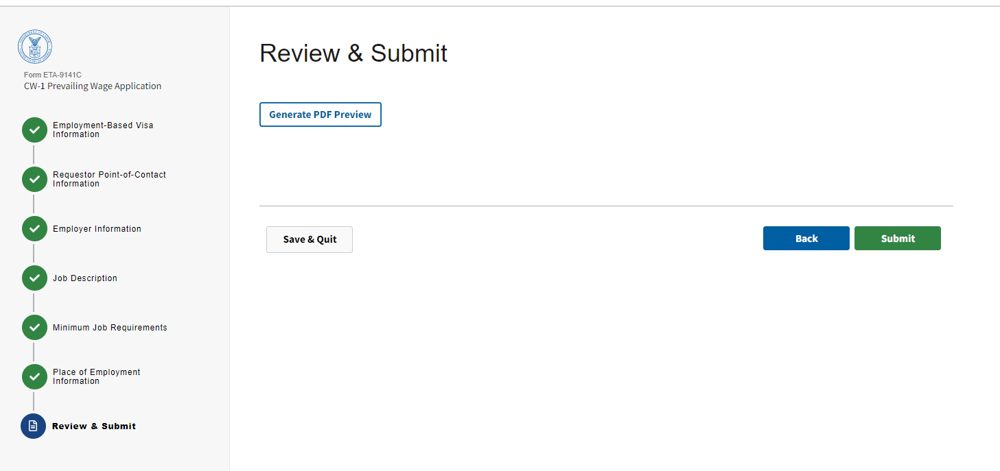 Form ETA-9141C
CW-1 Prevailing Wage Application
Employment-Based Visa
Information
Requestor Point-of-Contact
Information
Employer Information
Job Description
Minimum Job Requirements
Place of Employment
Information
Review & Submit
Review & Submit
Generate PDF Preview
Save & Quit
Back
Submit